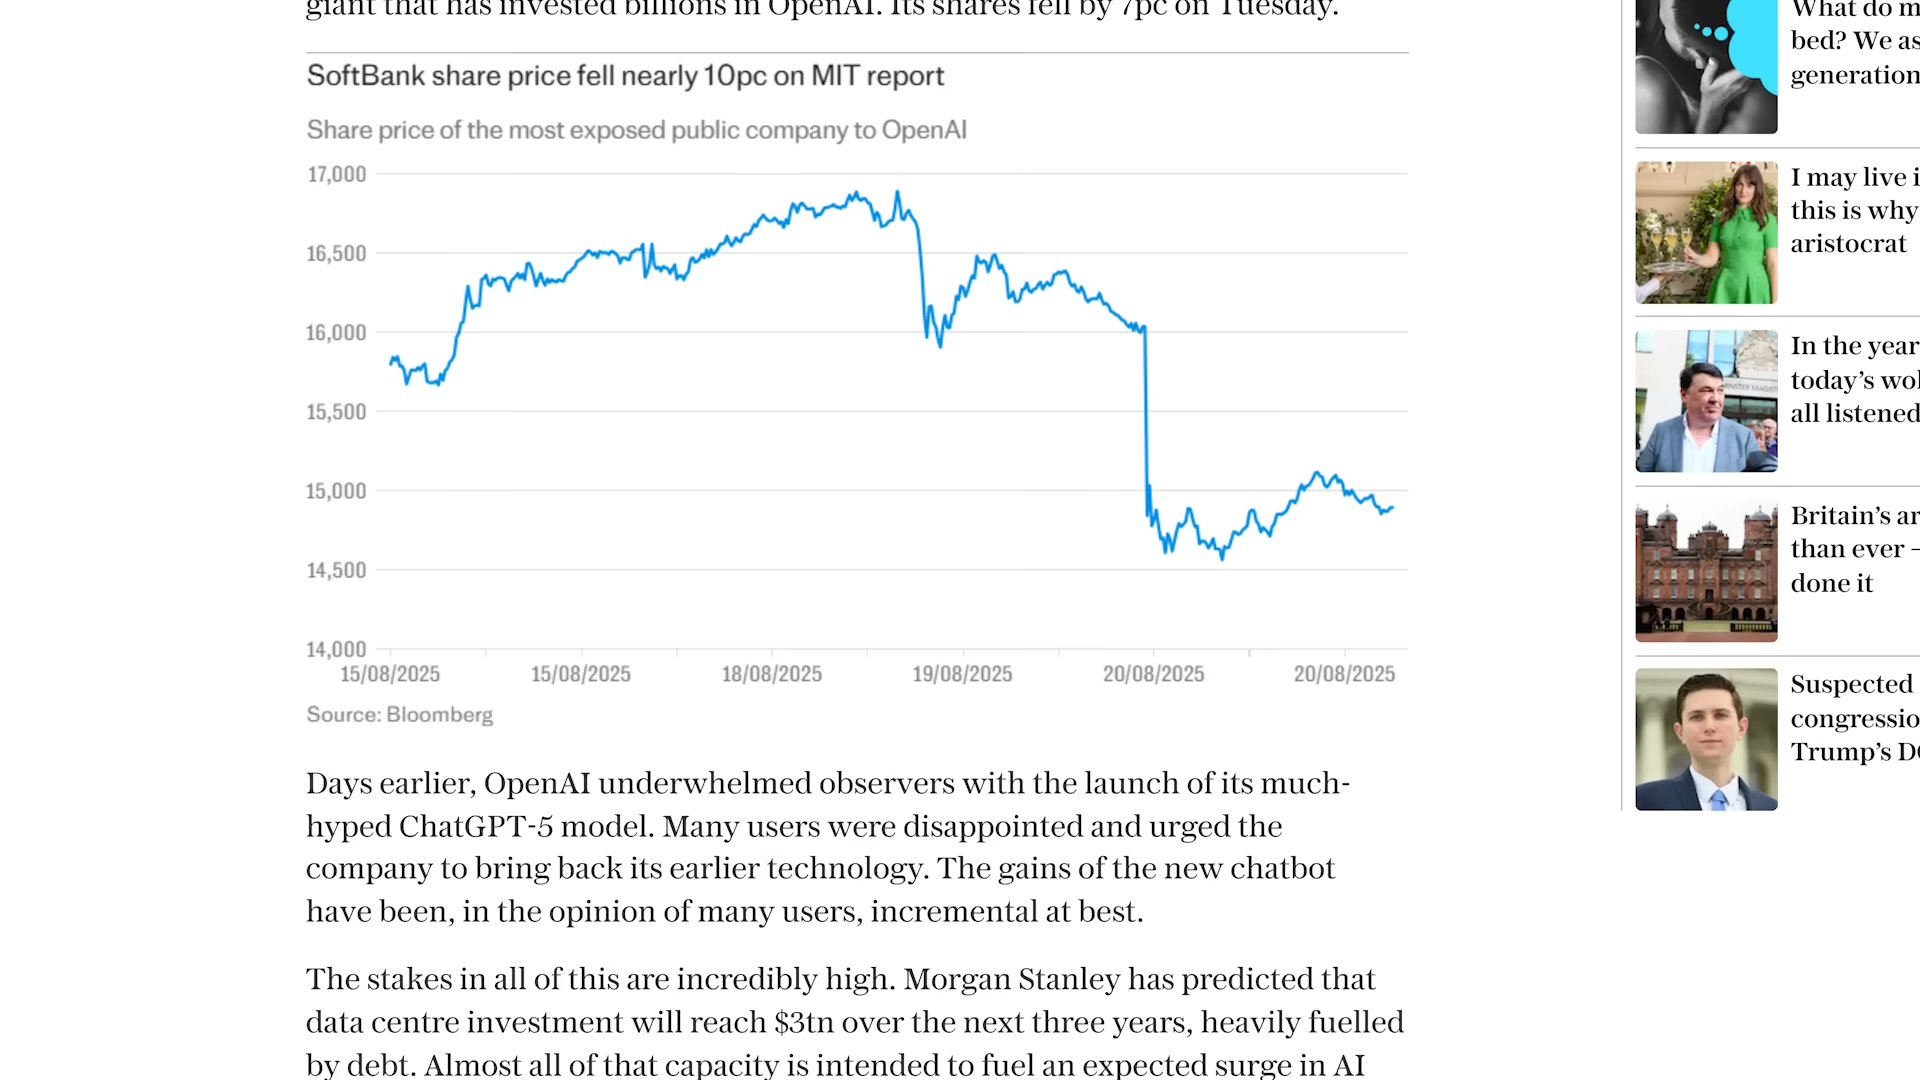 giant that has invested billions in OpenAI. Its shares fell by 7pc on Tuesday.
SoftBank share price fell nearly 10pc on MIT report
Share price of the most exposed public company to OpenAI
17,000
16,500
16,000
15,500
15,000
14,500
14,000
15/08/2025 15/08/2025 18/08/2025 19/08/2025 20/08/2025 20/08/2025
Source: Bloomberg
Days earlier, OpenAI underwhelmed observers with the launch of its much-
hyped ChatGPT-5 model. Many users were disappointed and urged the
company to bring back its earlier technology. The gains of the new chatbot
have been, in the opinion of many users, incremental at best.
The stakes in all of this are incredibly high. Morgan Stanley has predicted that
data centre investment will reach $3tn over the next three years, heavily fuelled
by debt. Almost all of that capacity is intended to fuel an expected surge in AI
What do m
bed? We as
generation
I may live i
this is why
aristocrat
In the year
today's wol
all listened
Britain's ar
than ever –
done it
Suspected
congressio
Trump's DO